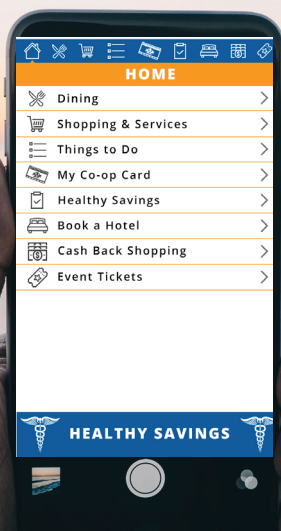 HOME
Dining
Shopping & Services
Things to Do
My Co-op Card
Healthy Savings
Book a Hotel
Cash Back Shopping
Event Tickets
HEALTHY SAVINGS